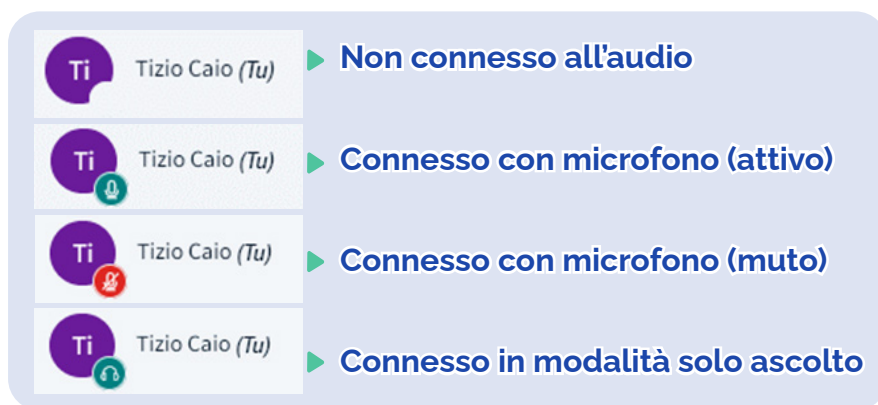 Ti Tizio Caio (Tu) Non connesso all'audio
Ti Tizio Caio (Tu) Connesso con microfono (attivo)
Ti Tizio Caio (Tu) Connesso con microfono (muto)
Ti Tizio Caio (Tu) Connesso in modalità solo ascolto